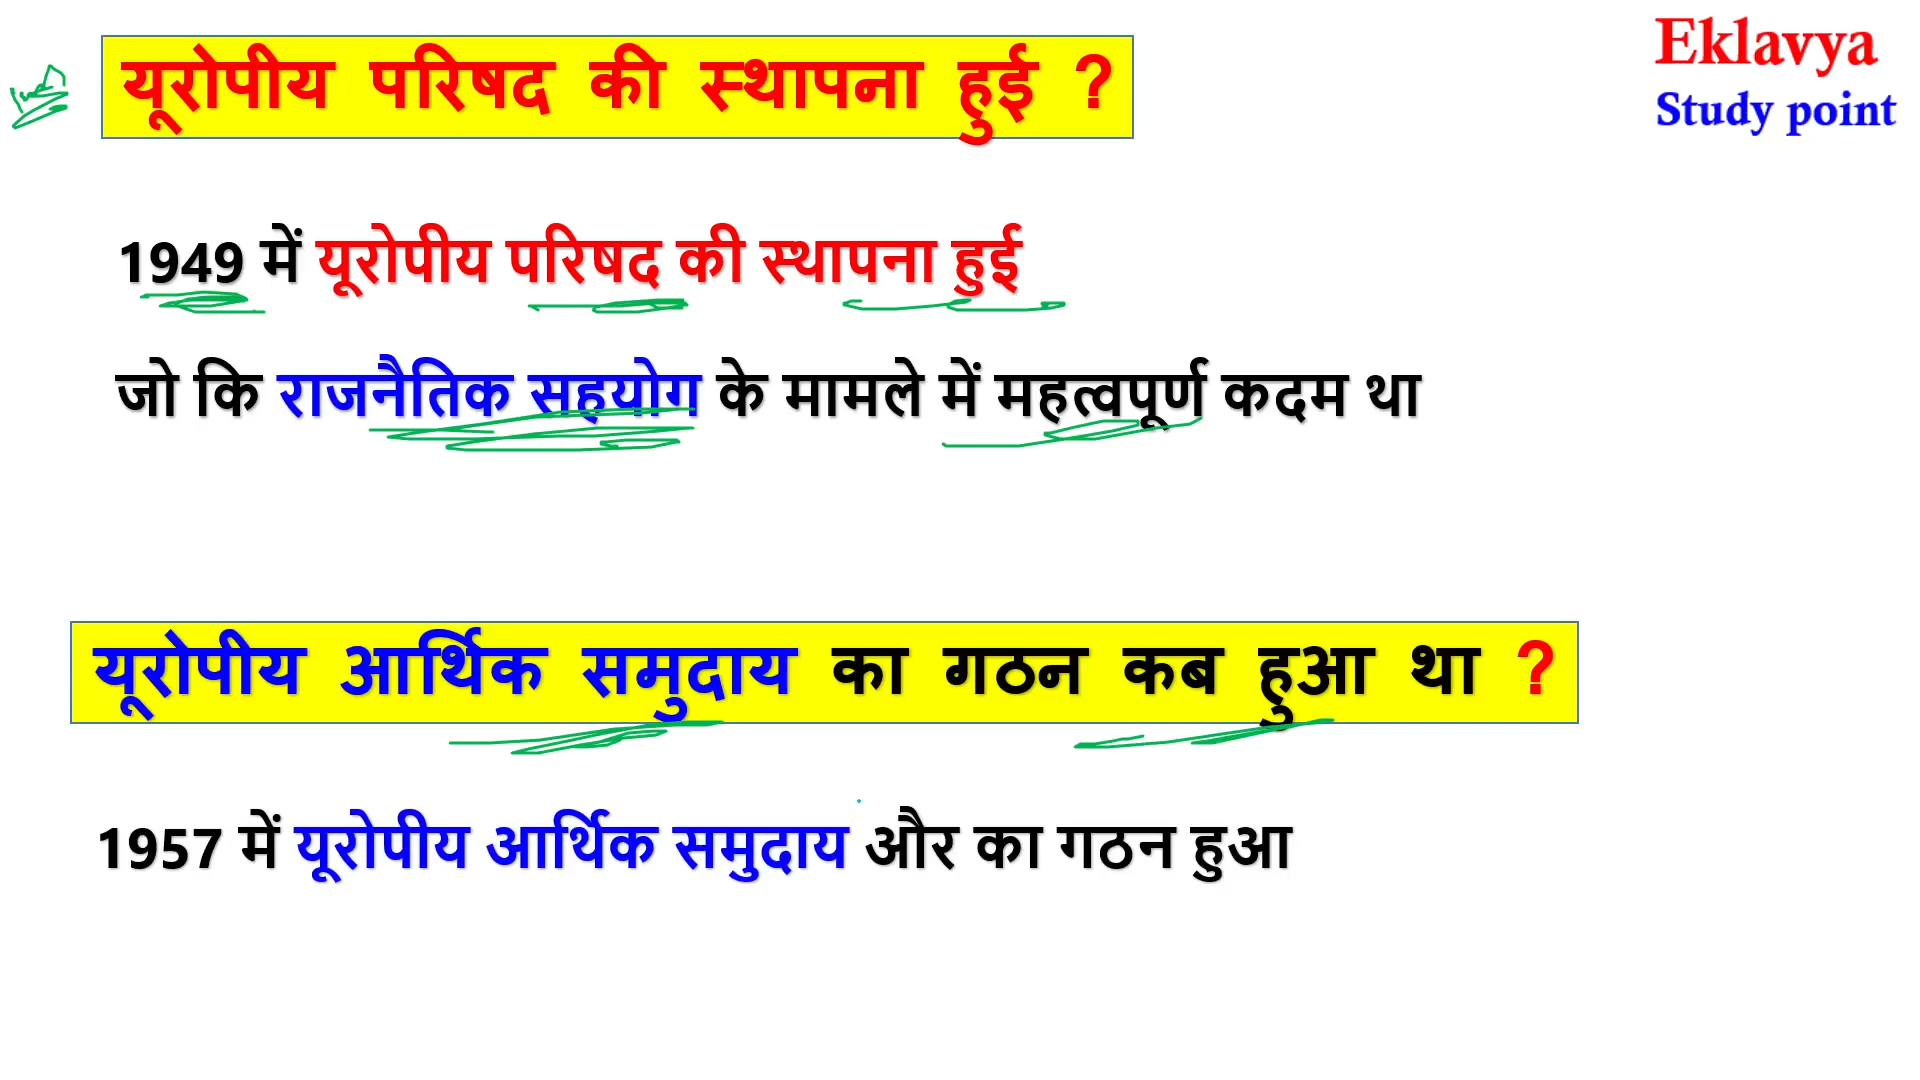 यूरोपीय परिषद की स्थापना हुई ?
Eklavya
Study point
1949 में यूरोपीय परिषद की स्थापना हुई
जो कि राजनैतिक सहयोग के मामले में महत्वपूर्ण कदम था
यूरोपीय आर्थिक समुदाय का गठन कब हुआ था ?
1957 में यूरोपीय आर्थिक समुदाय और का गठन हुआ